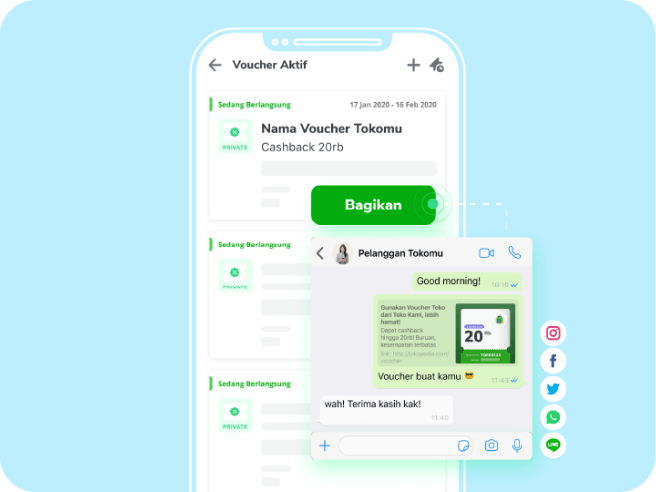 Voucher Aktif
Sedang Berlangsung
17 Jan 2020 - 16 Feb 2020
Nama Voucher Tokomu
Cashback 20rb
PRIVATE
Bagikan
Sedang Berlangsung
PRIVATE
Pelanggan Tokomu
Good morning!
10:10
Gunakan Voucher Toko
dari Toko Kami, lebih
hemat!
Dapat cashback
hingga 20rb! Buruan,
kesempatan terbatas
link: http://tokopedia.com/
voucher
20
Voucher buat kamu 😎
11:43
wah! Terima kasih kak!
11:40
Sedang Berlangsung
PRIVATE
LINE